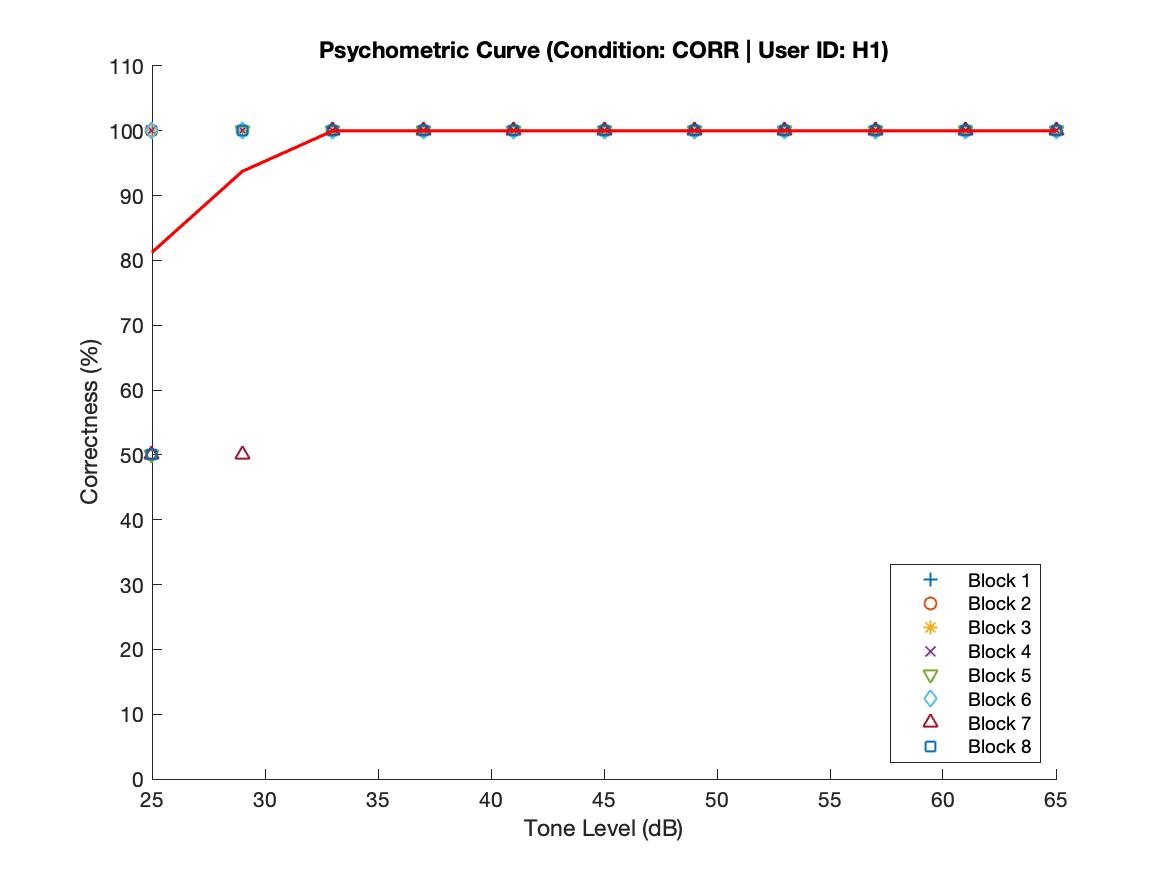 Psychometric Curve (Condition: CORR | User ID: H1)
110
100
90
80
70
60
50
40
30
20
10
0
Correctness (%)
25 30 35 40 45 50 55 60 65
Tone Level (dB)
Block 1
Block 2
Block 3
Block 4
Block 5
Block 6
Block 7
Block 8